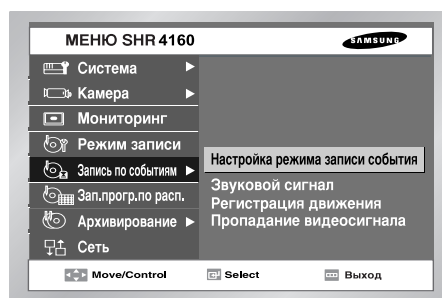 МЕНЮ SHR 4160
SAMSUNG
Система
Камера
Мониторинг
Режим записи
Запись по событиям
Зап.прогр.по расп.
Архивирование
Сеть
Настройка режима записи события
Звуковой сигнал
Регистрация движения
Пропадание видеосигнала
Move/Control
Select
Выход